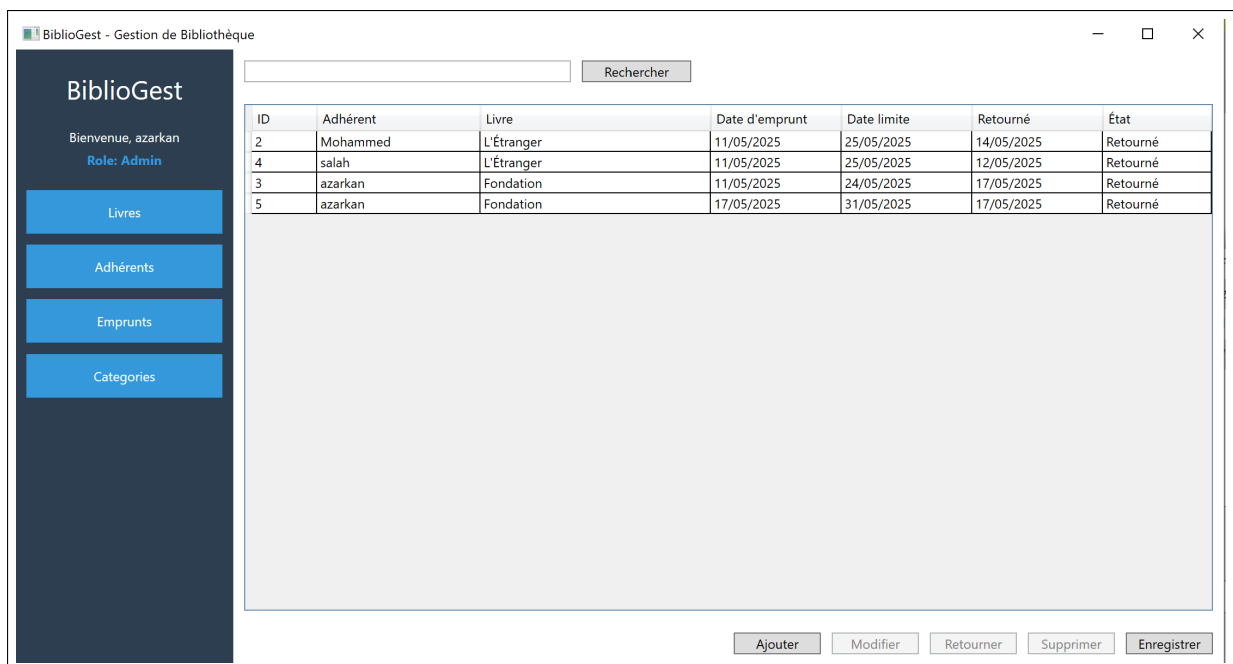 BiblioGest - Gestion de Bibliothèque
BiblioGest
Bienvenue, azarkan
Role: Admin
Livres
Adhérents
Emprunts
Categories
Rechercher
ID Adhérent Livre Date d'emprunt Date limite Retourné État
2 Mohammed L'Étranger 11/05/2025 25/05/2025 14/05/2025 Retourné
4 salah L'Étranger 11/05/2025 25/05/2025 12/05/2025 Retourné
3 azarkan Fondation 11/05/2025 24/05/2025 17/05/2025 Retourné
5 azarkan Fondation 17/05/2025 31/05/2025 17/05/2025 Retourné
Ajouter Modifier Retourner Supprimer Enregistrer